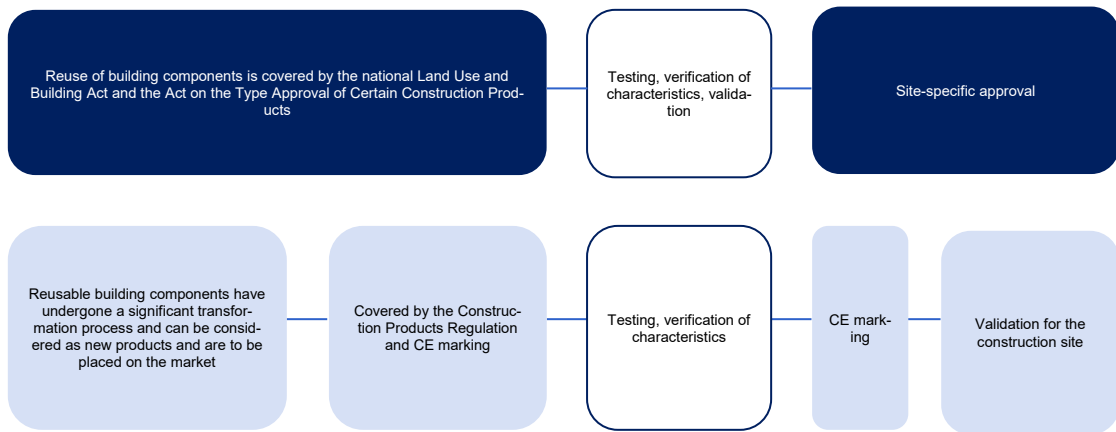 Reuse of building components is covered by the national Land Use and
Building Act and the Act on the Type Approval of Certain Construction Prod-
ucts
Testing, verification of
characteristics, valida-
tion
Site-specific approval
Reusable building components have
undergone a significant transfor-
mation process and can be consid-
ered as new products and are to be
placed on the market
Covered by the Construc-
tion Products Regulation
and CE marking
Testing, verification of
characteristics
CE mark-
ing
Validation for the
construction site